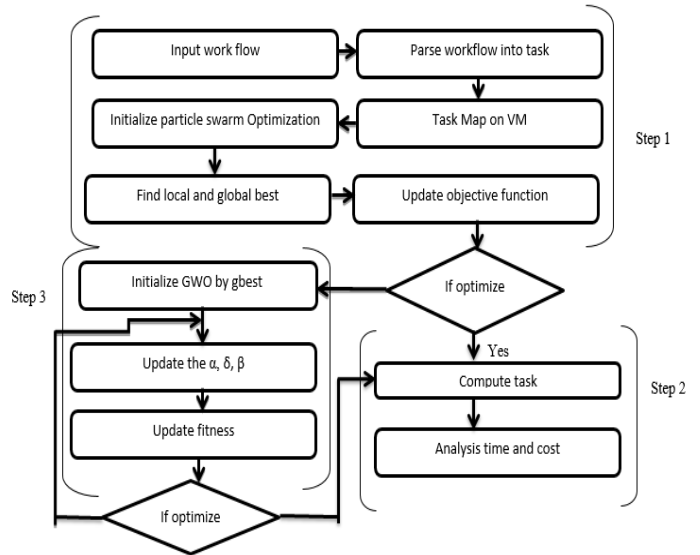 Input work flow
Parse workflow into task
Initialize particle swarm Optimization
Task Map on VM
Step 1
Find local and global best
Update objective function
Step 3
Initialize GWO by gbest
If optimize
Yes
Update the α, δ, β
Compute task
Step 2
Update fitness
Analysis time and cost
If optimize